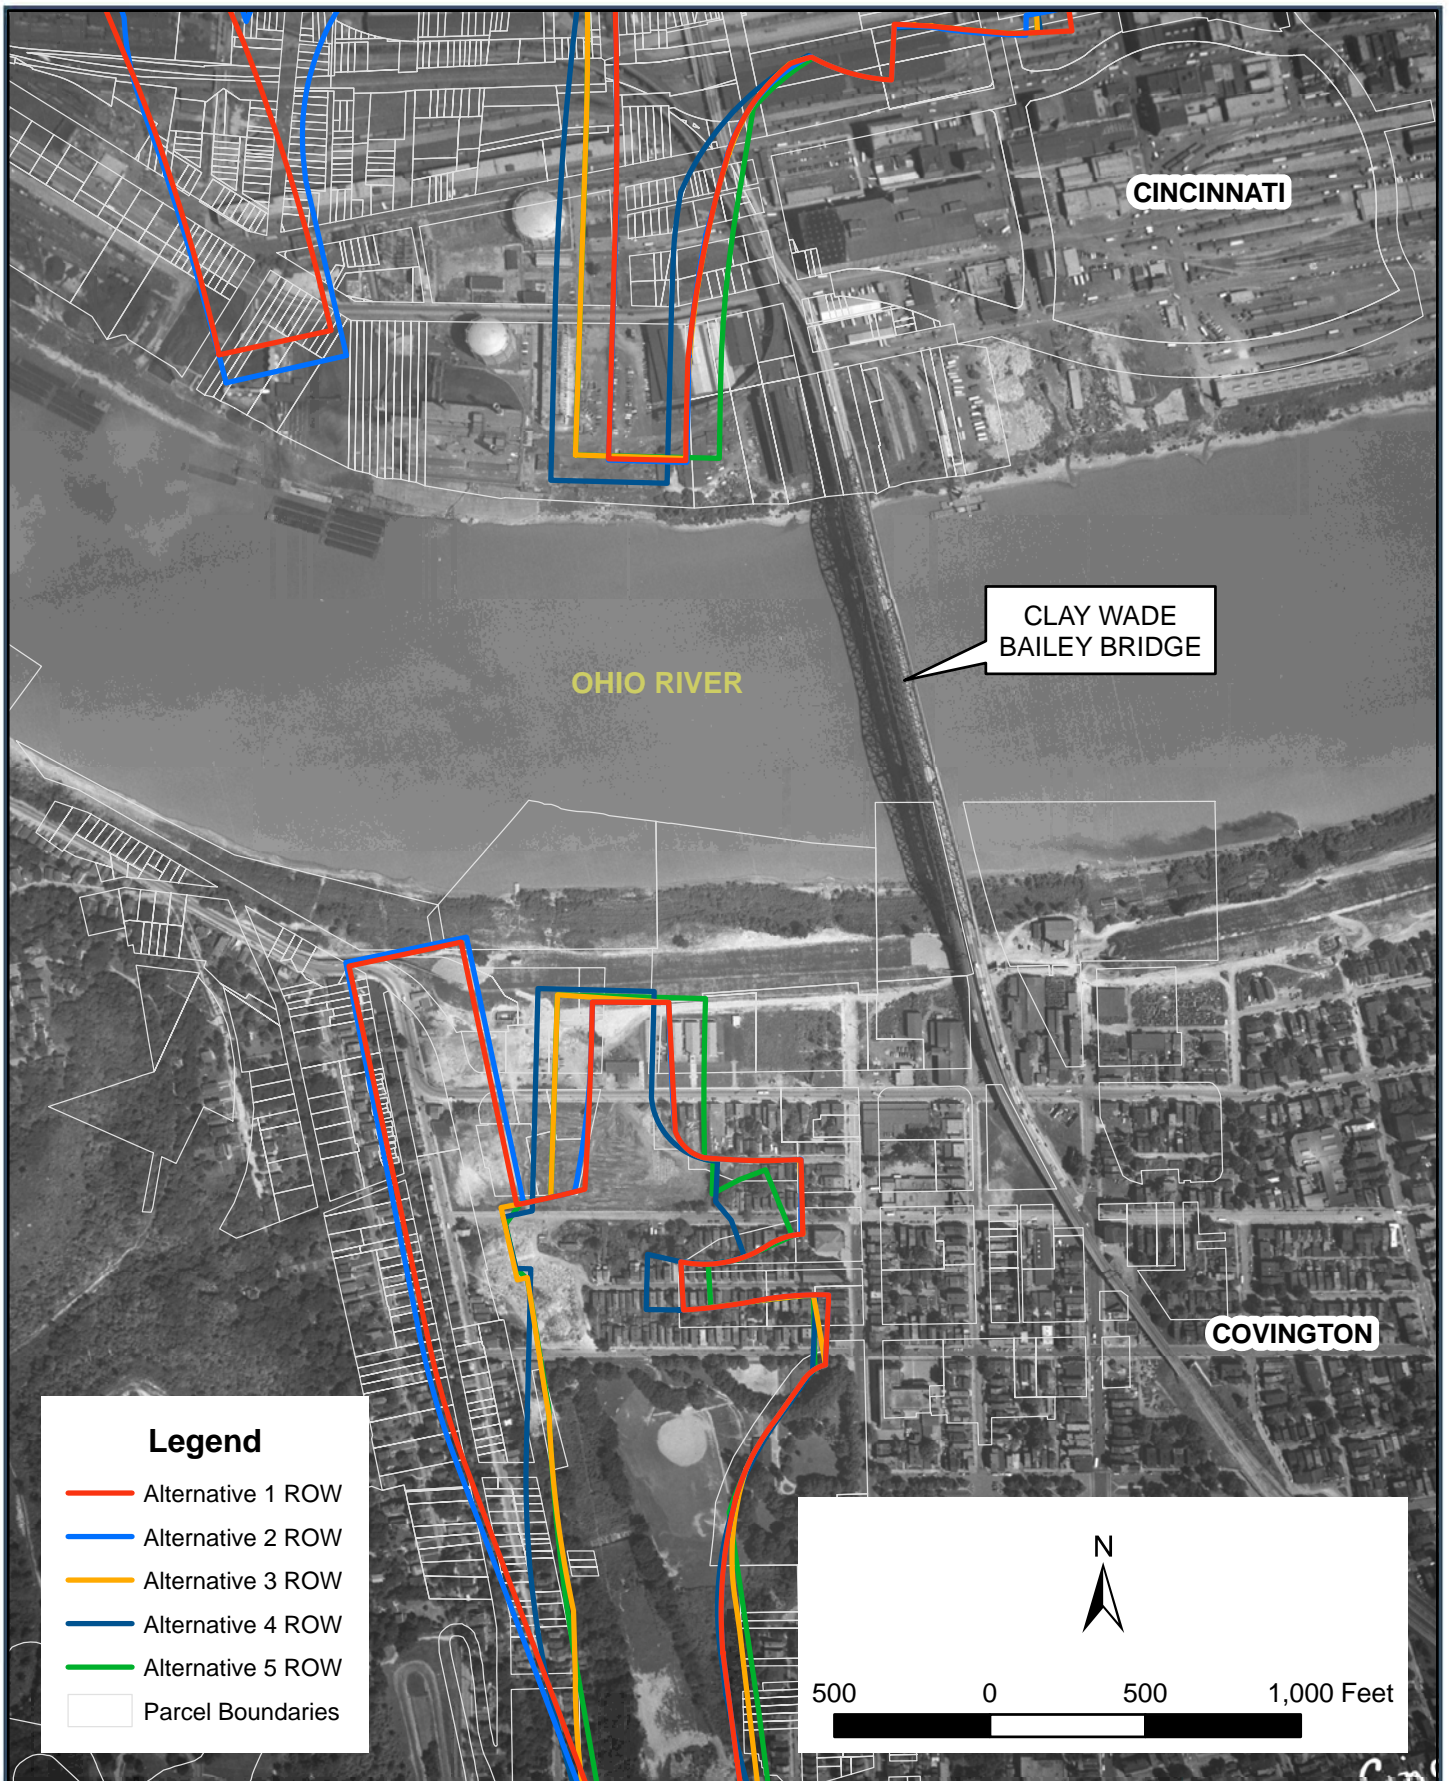 CINCINNATI
CLAY WADE
BAILEY BRIDGE
OHIO RIVER
COVINGTON
Legend
Alternative 1 ROW
Alternative 2 ROW
Alternative 3 ROW
Alternative 4 ROW
Alternative 5 ROW
Parcel Boundaries
N
500 0 500 1,000 Feet